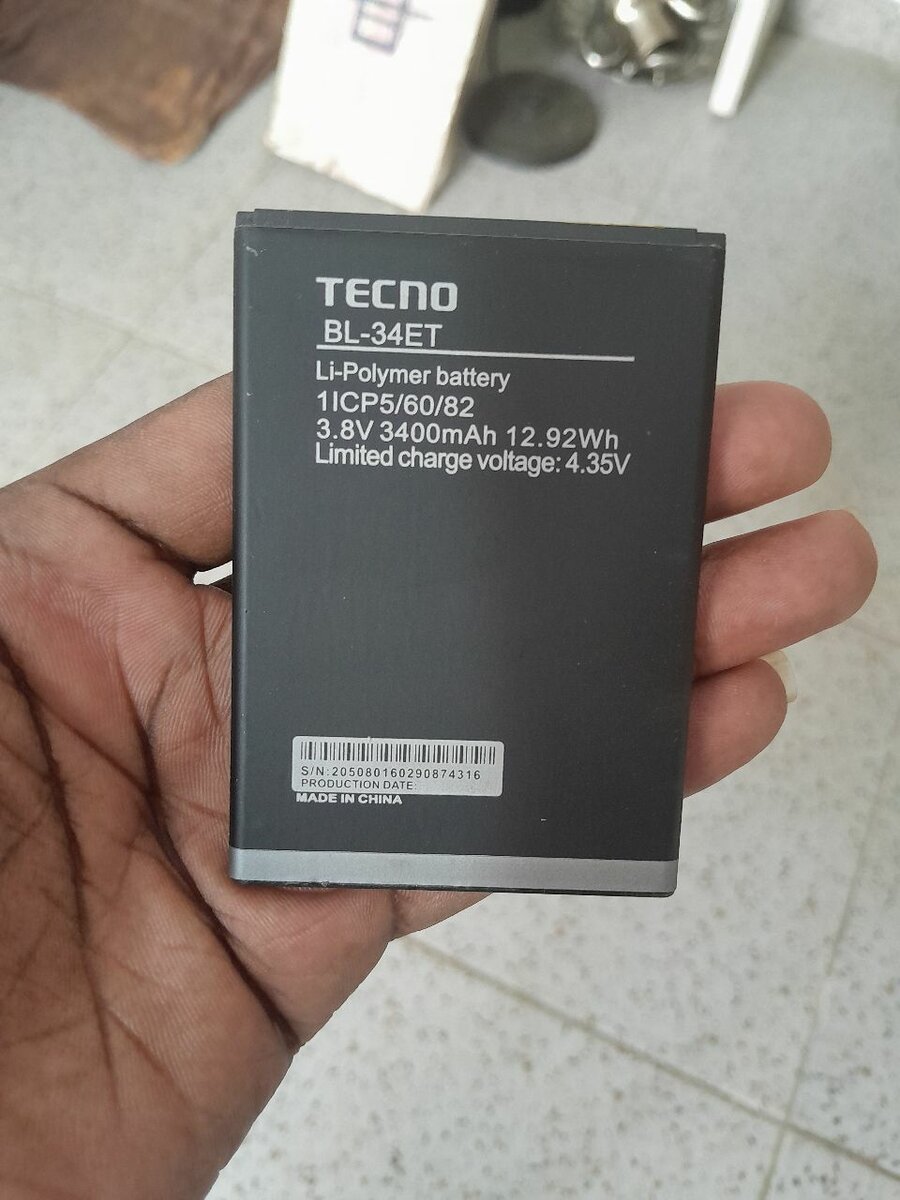 TECNO
BL-34ET
Li-Polymer battery
1ICP5/60/82
3.8V 3400mAh 12.92Wh
Limited charge voltage: 4.35V
S/N:205080160290874316
PRODUCTION DATE:
MADE IN CHINA